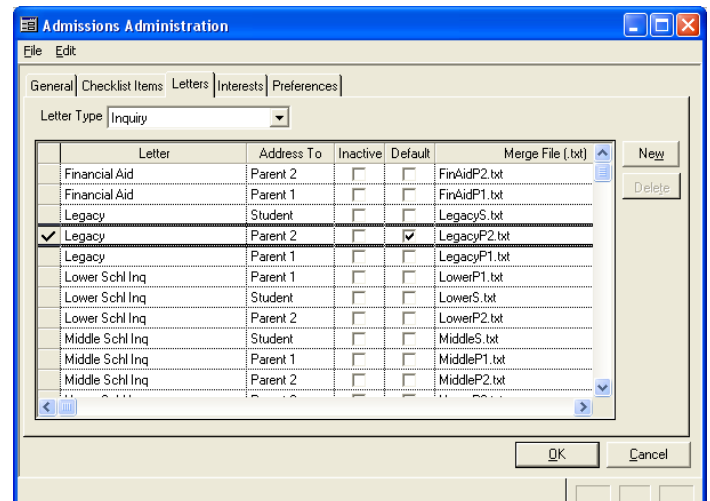 Admissions Administration
File Edit
General Checklist Items Letters Interests Preferences
Letter Type Inquiry
Letter Address To Inactive Default Merge File (.txt) New
Financial Aid Parent 2 FinAidP2.txt
Financial Aid Parent 1 FinAidP1.txt Delete
Legacy Student LegacyS.txt
Legacy Parent 2 LegacyP2.txt
Legacy Parent 1 LegacyP1.txt
Lower Schl Inq Parent 1 LowerP1.txt
Lower Schl Inq Student LowerS.txt
Lower Schl Inq Parent 2 LowerP2.txt
Middle Schl Inq Student MiddleS.txt
Middle Schl Inq Parent 1 MiddleP1.txt
Middle Schl Inq Parent 2 MiddleP2.txt
OK Cancel